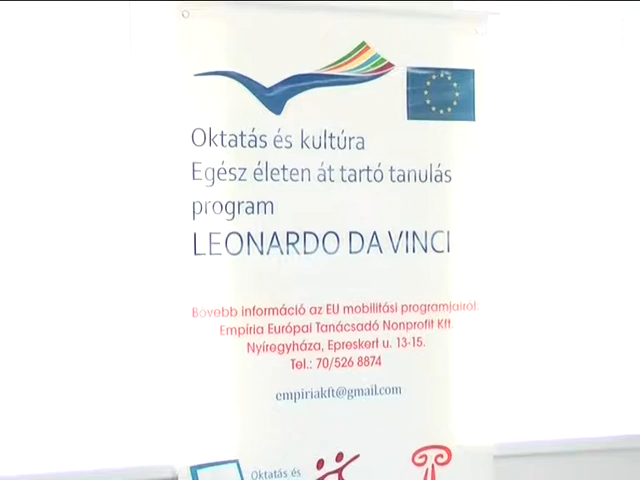 Oktatás és kultúra
Egész életen át tartó tanulás
program
LEONARDO DA VINCI
Bővebb információ az EU mobilitási programjairól:
Empíria Európai Tanácsadó Nonprofit Kft.
Nyíregyháza, Epreskert u. 13-15.
Tel.: 70/526 8874
empiriakft@gmail.com
Oktatás és